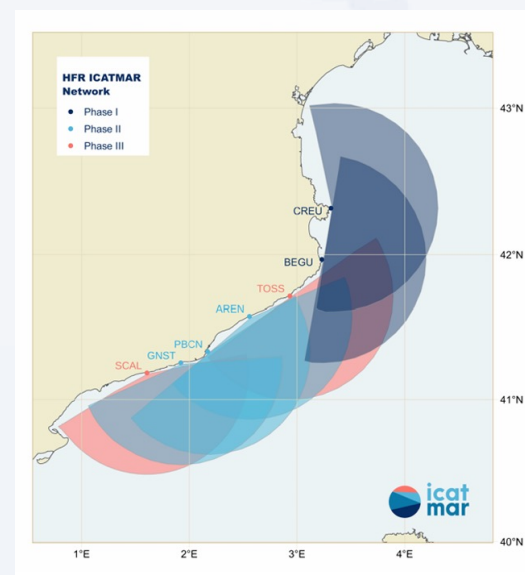 HFR ICATMAR
Network
Phase I
Phase II
Phase III
43°N
CREU
42°N
BEGU
TOSS
AREN
PBCN
GNST
SCAL
41°N
icat
mar
40°N
1°E
2°E
3°E
4°E